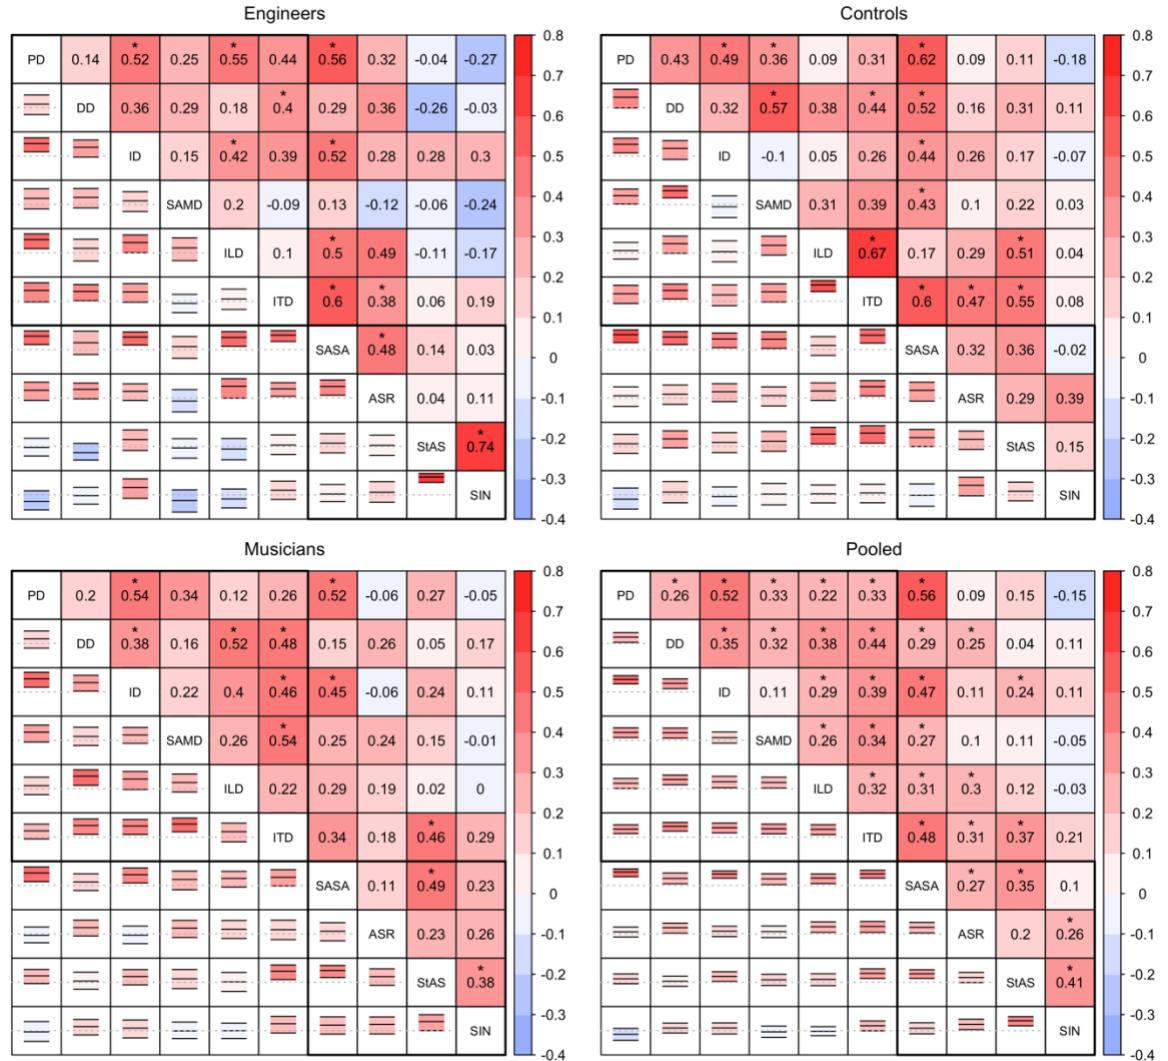 Engineers
PD 0.14 * 0.52 0.25 * 0.55 0.44 * 0.56 0.32 -0.04 -0.27
DD 0.36 0.29 0.18 * 0.4 0.29 0.36 -0.26 -0.03
ID 0.15 * 0.42 0.39 * 0.52 0.28 0.28 0.3
SAMD 0.2 -0.09 0.13 -0.12 -0.06 -0.24
ILD 0.1 * 0.5 0.49 -0.11 -0.17
ITD * 0.6 * 0.38 0.06 0.19
SASA * 0.48 0.14 0.03
ASR 0.04 0.11
StAS * 0.74
SIN
0.8
0.7
0.6
0.5
0.4
0.3
0.2
0.1
0
-0.1
-0.2
-0.3
-0.4
Controls
PD 0.43 * 0.49 * 0.36 0.09 0.31 * 0.62 0.09 0.11 -0.18
DD 0.32 * 0.57 0.38 * 0.44 * 0.52 0.16 0.31 0.11
ID -0.1 0.05 0.26 * 0.44 0.26 0.17 -0.07
SAMD 0.31 0.39 * 0.43 0.1 0.22 0.03
ILD * 0.67 0.17 0.29 * 0.51 0.04
ITD * 0.6 * 0.47 * 0.55 0.08
SASA 0.32 0.36 -0.02
ASR 0.29 0.39
StAS 0.15
SIN
0.8
0.7
0.6
0.5
0.4
0.3
0.2
0.1
0
-0.1
-0.2
-0.3
-0.4
Musicians
PD 0.2 * 0.54 0.34 0.12 0.26 * 0.52 -0.06 0.27 -0.05
DD * 0.38 0.16 * 0.52 * 0.48 0.15 0.26 0.05 0.17
ID 0.22 0.4 * 0.46 * 0.45 -0.06 0.24 0.11
SAMD 0.26 * 0.54 0.25 0.24 0.15 -0.01
ILD 0.22 0.29 0.19 0.02 0
ITD 0.34 0.18 * 0.46 0.29
SASA 0.11 * 0.49 0.23
ASR 0.23 0.26
StAS * 0.38
SIN
0.8
0.7
0.6
0.5
0.4
0.3
0.2
0.1
0
-0.1
-0.2
-0.3
-0.4
Pooled
PD * 0.26 * 0.52 * 0.33 * 0.22 * 0.33 * 0.56 0.09 0.15 -0.15
DD * 0.35 * 0.32 * 0.38 * 0.44 * 0.29 * 0.25 0.04 0.11
ID 0.11 * 0.29 * 0.39 * 0.47 0.11 * 0.24 0.11
SAMD * 0.26 * 0.34 * 0.27 0.1 0.11 -0.05
ILD * 0.32 * 0.31 * 0.3 0.12 -0.03
ITD * 0.48 * 0.31 * 0.37 0.21
SASA * 0.27 * 0.35 0.1
ASR 0.2 * 0.26
StAS * 0.41
SIN
0.8
0.7
0.6
0.5
0.4
0.3
0.2
0.1
0
-0.1
-0.2
-0.3
-0.4